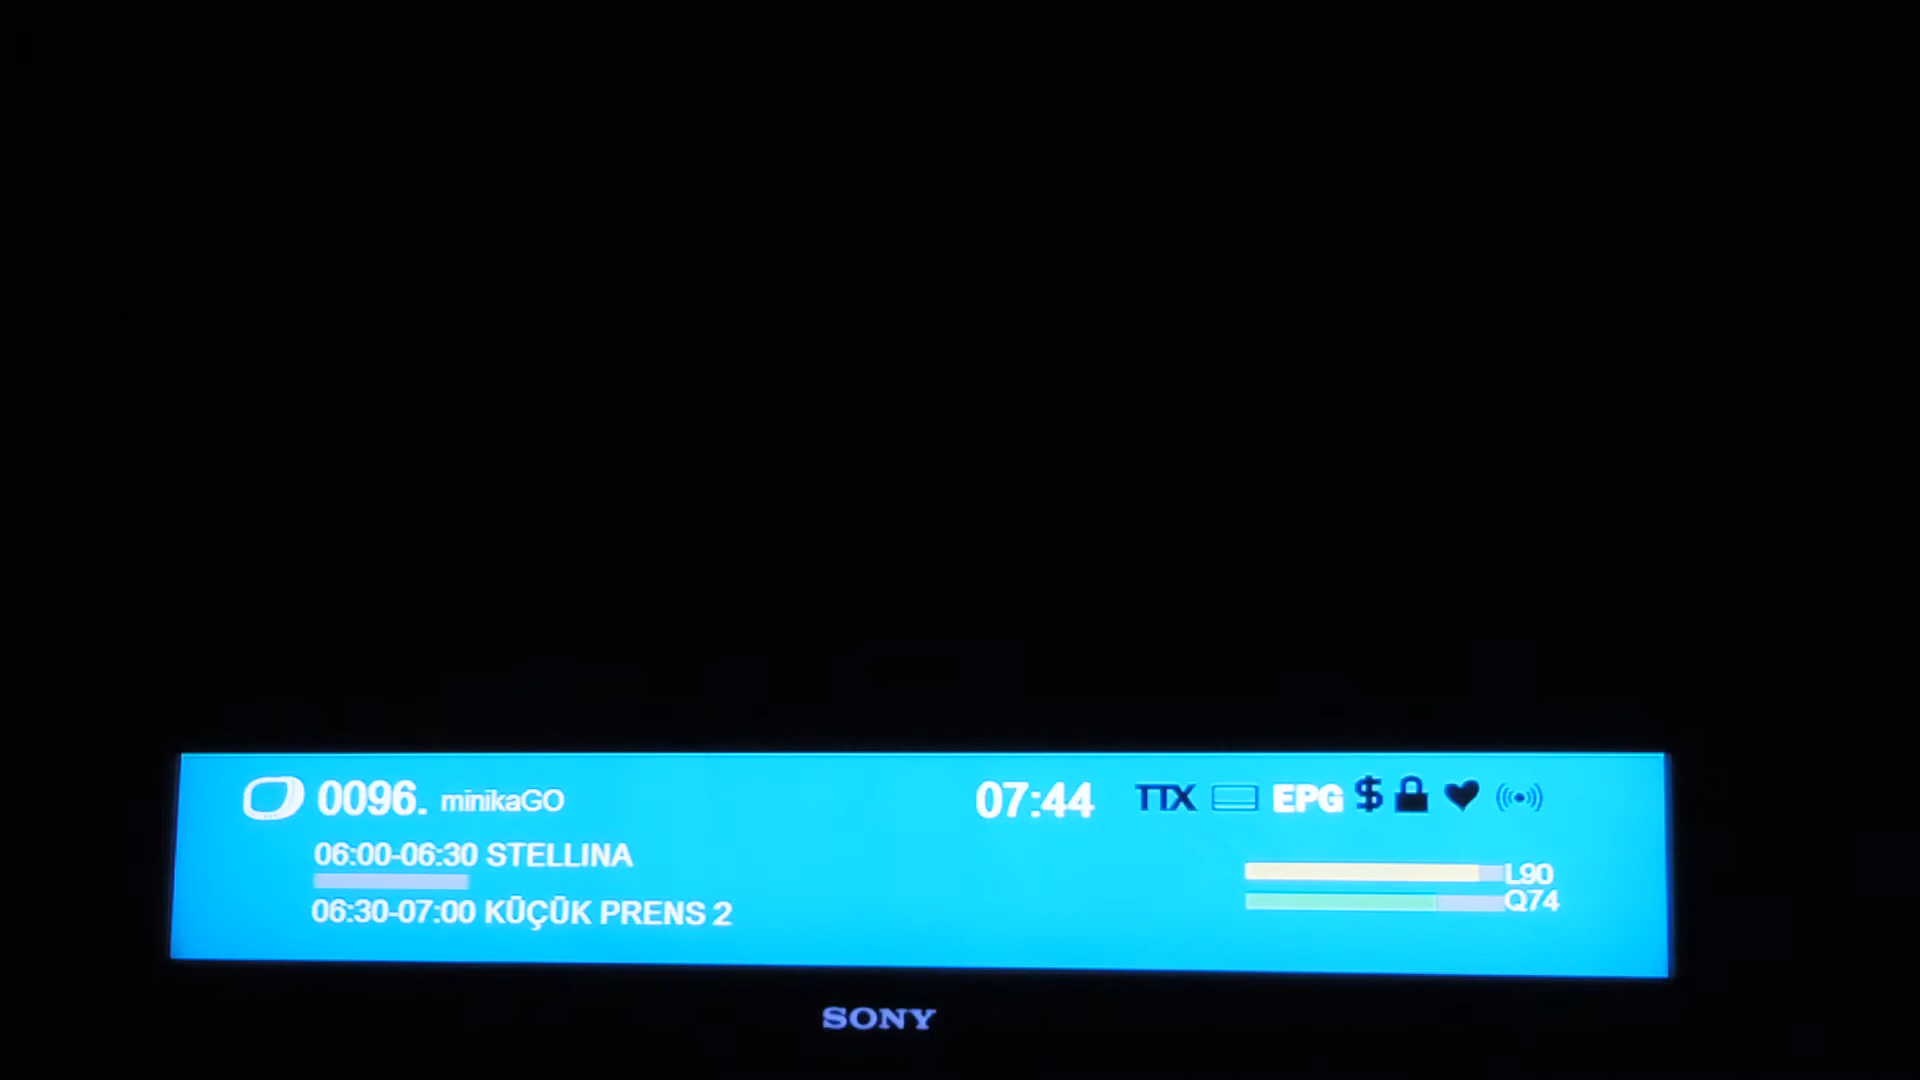 0096. minikaGO 07:44 TTX EPG $
06:00-06:30 STELLINA
L90
06:30-07:00 KÜÇÜK PRENS 2
Q74
SONY